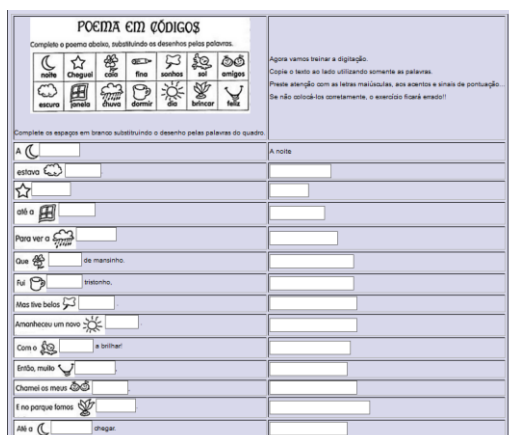 POEMA EM CÓDIGO$
Complete o poema abaixo, substituindo os desenhos pelas palavras.
noite Cheguei caía fina sonhos sol amigos
escura janela chuva dormir dia brincar feliz
Complete os espaços em branco substituindo o desenho pelas palavras do quadro.
Agora vamos treinar a digitação.
Copie o texto ao lado utilizando somente as palavras.
Preste atenção com as letras maiúsculas, aos acentos e sinais de pontuação...
Se não colocá-los corretamente, o exercício ficará errado!!
A
A noite
estava
até a
Para ver a
Que de mansinho.
Fui tristonho,
Mas tive belos .
Amanheceu um novo .
Com o a brilhar!
Então, muito ,
Chamei os meus .
E no parque fomos
Até a chegar.